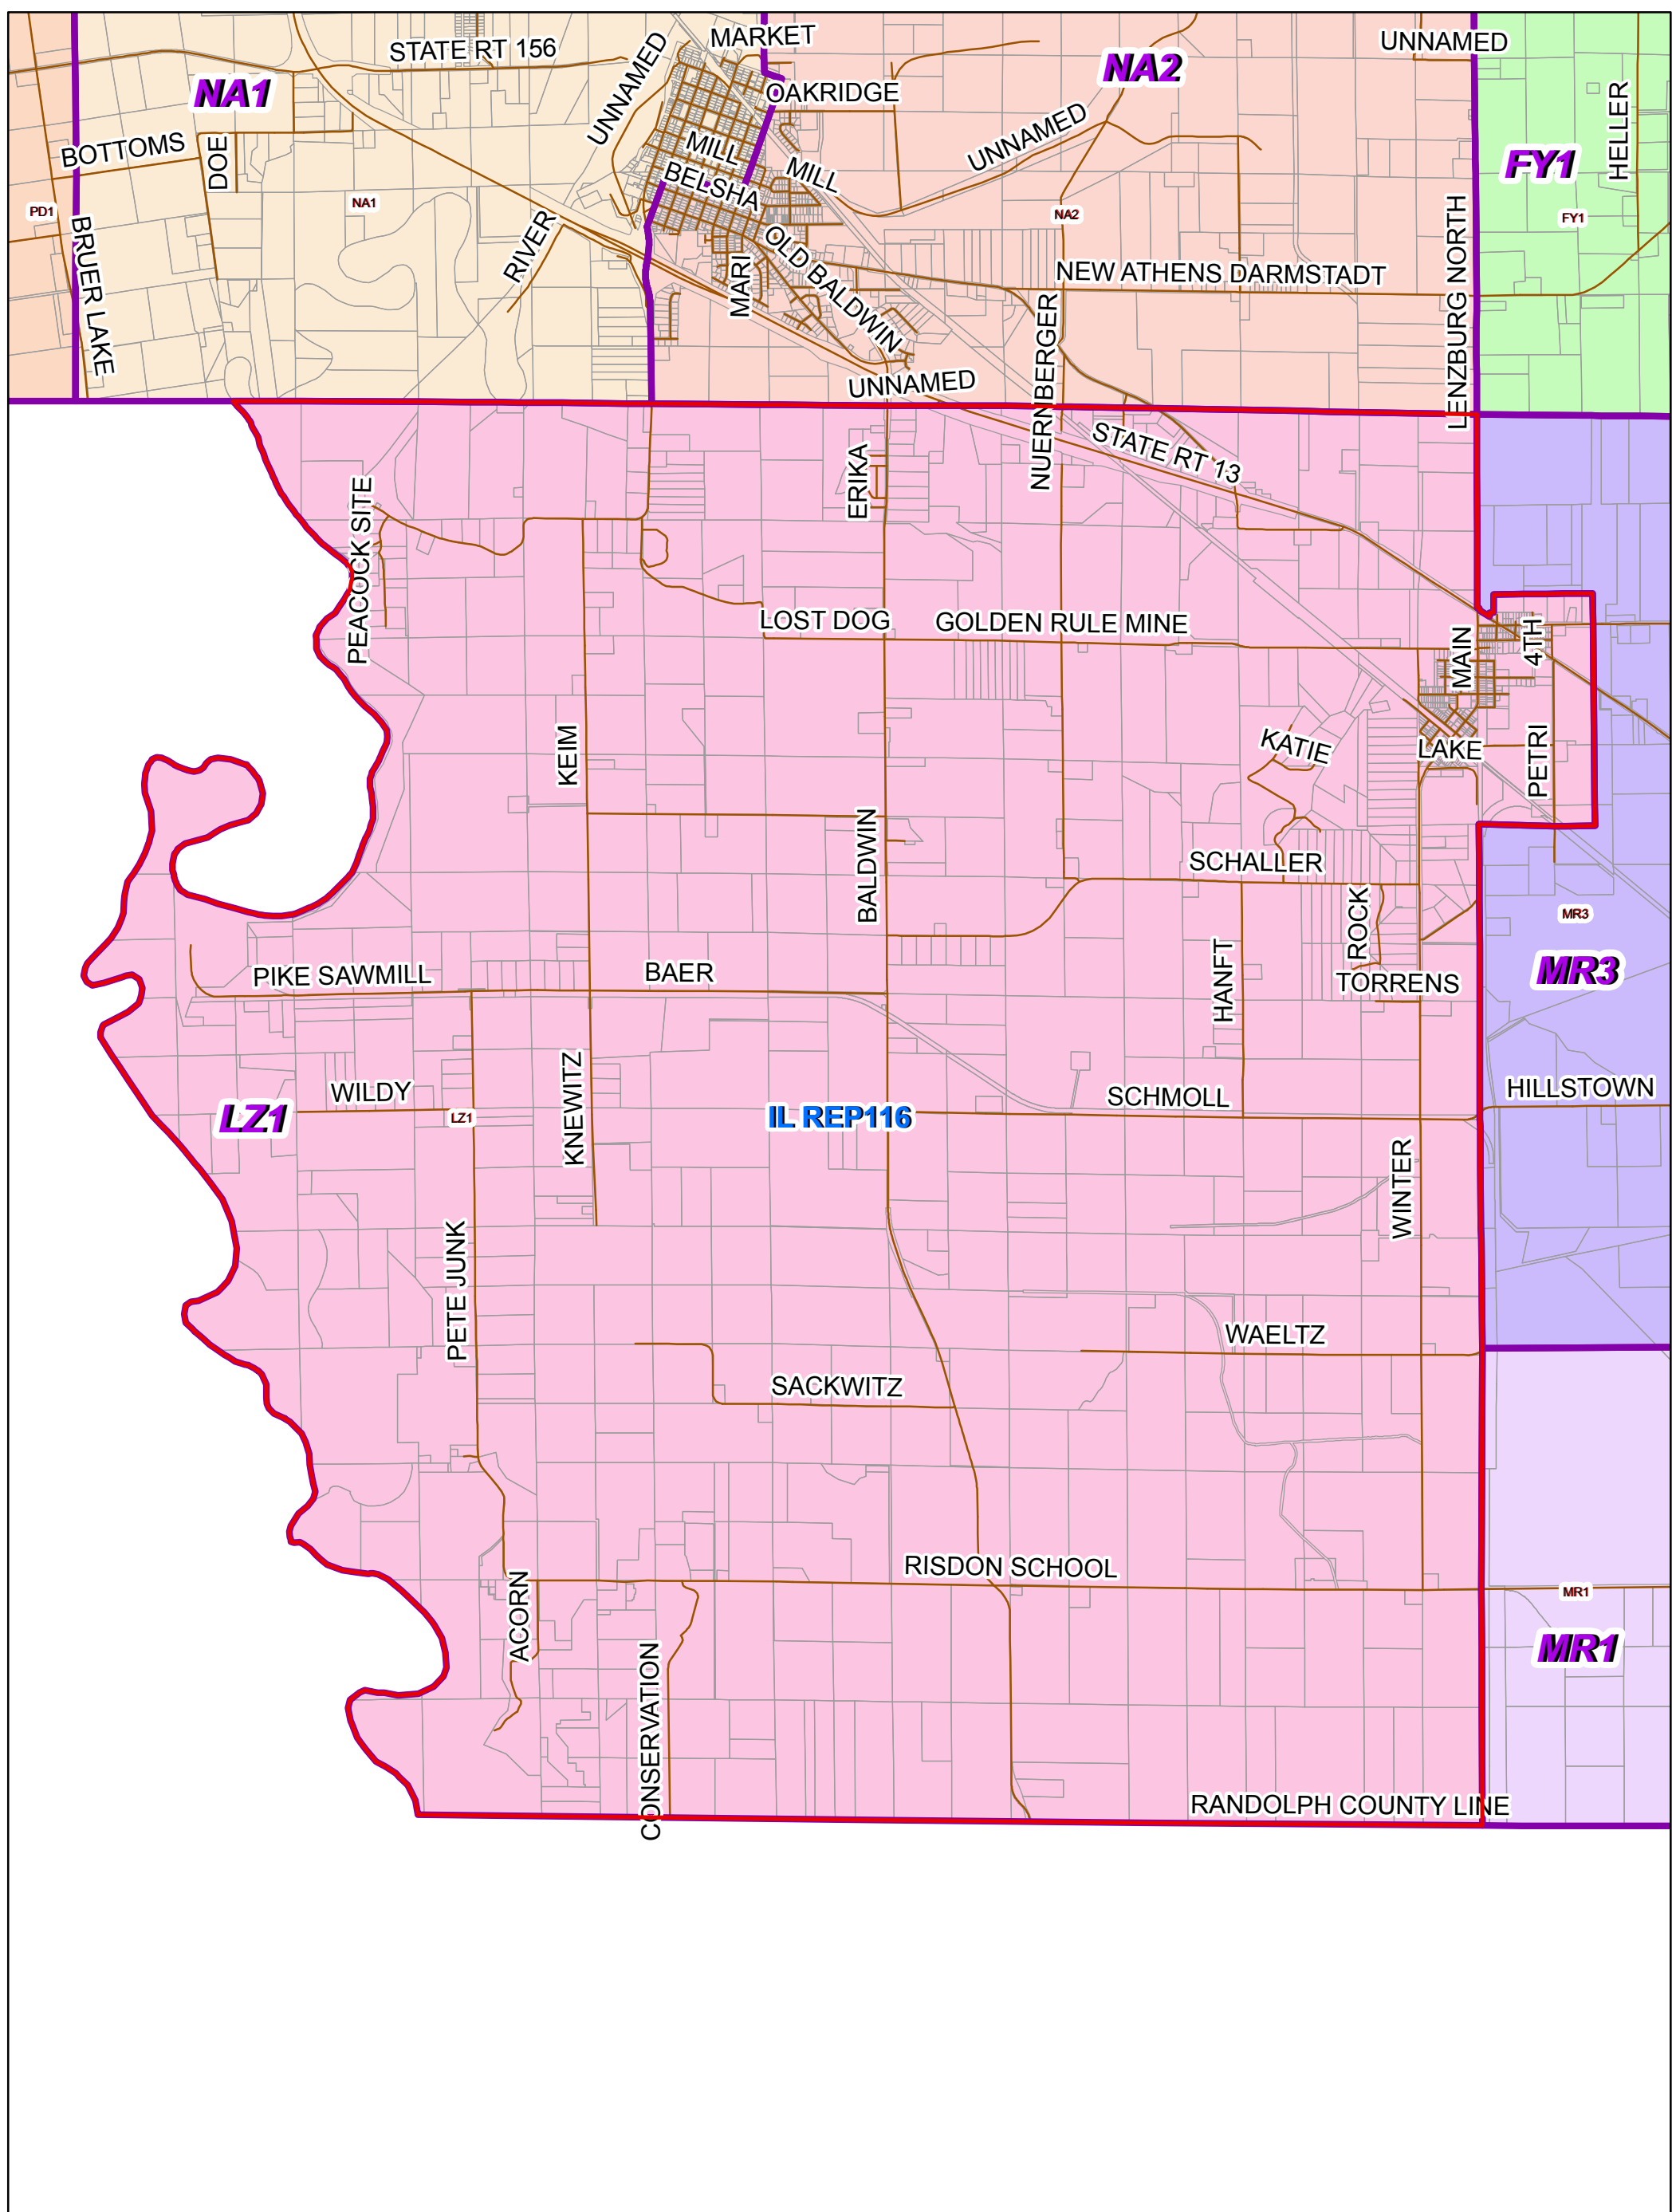 MARKET
STATE RT 156
UNNAMED
UNNAMED
NA2
NA1
OAKRIDGE
HELLER
UNNAMED
BOTTOMS
DOE
MILL
MILL
FY1
BELSHA
PD1
NA1
NA2
FY1
BRUER LAKE
RIVER
MARI
OLD BALDWIN
NEW ATHENS DARMSTADT
LENZBURG NORTH
NUERNBERGER
UNNAMED
STATE RT 13
ERIKA
PEACOCK SITE
LOST DOG
GOLDEN RULE MINE
MAIN
4TH
KEIM
KATIE
LAKE
PETRI
BALDWIN
SCHALLER
ROCK
MR3
MR3
PIKE SAWMILL
BAER
HANFT
TORRENS
WILDY
LZ1
LZ1
KNEWITZ
IL REP116
SCHMOLL
HILLSTOWN
WINTER
PETE JUNK
WAELTZ
SACKWITZ
RISDON SCHOOL
MR1
ACORN
MR1
CONSERVATION
RANDOLPH COUNTY LINE